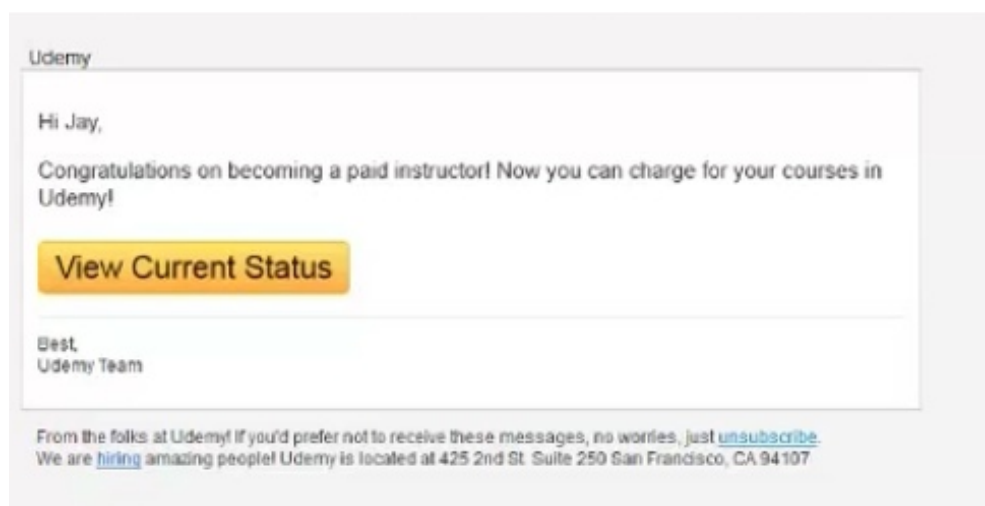 Udemy
Hi Jay,
Congratulations on becoming a paid instructor! Now you can charge for your courses in
Udemy!
View Current Status
Best,
Udemy Team
From the folks at Udemy! If you'd prefer not to receive these messages, no worries, just unsubscribe.
We are hiring amazing people! Udemy is located at 425 2nd St. Suite 250 San Francisco, CA 94107